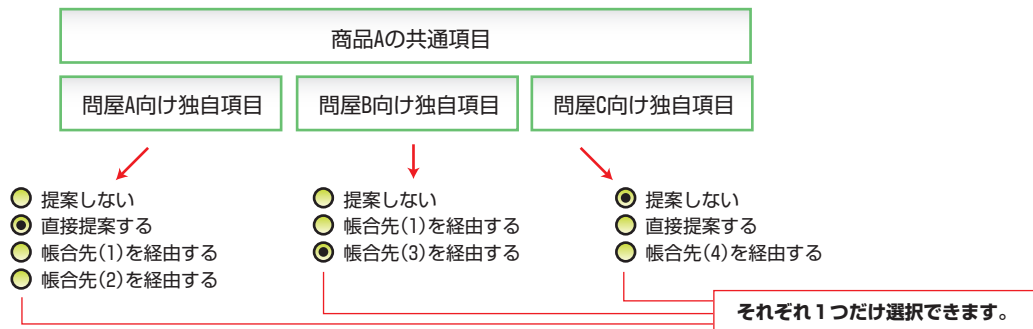 商品Aの共通項目
問屋A向け独自項目
問屋B向け独自項目
問屋C向け独自項目
提案しない
直接提案する
帳合先(1)を経由する
帳合先(2)を経由する
提案しない
帳合先(1)を経由する
帳合先(3)を経由する
提案しない
直接提案する
帳合先(4)を経由する
それぞれ1つだけ選択できます。